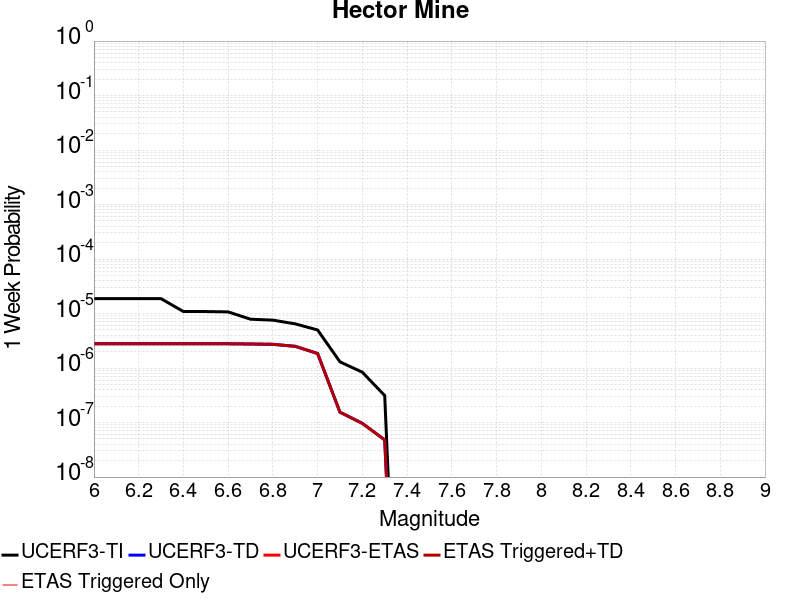 Hector Mine
10^0
10^-1
10^-2
10^-3
10^-4
10^-5
10^-6
10^-7
10^-8
1 Week Probability
6 6.2 6.4 6.6 6.8 7 7.2 7.4 7.6 7.8 8 8.2 8.4 8.6 8.8 9
Magnitude
UCERF3-TI UCERF3-TD UCERF3-ETAS ETAS Triggered+TD
ETAS Triggered Only